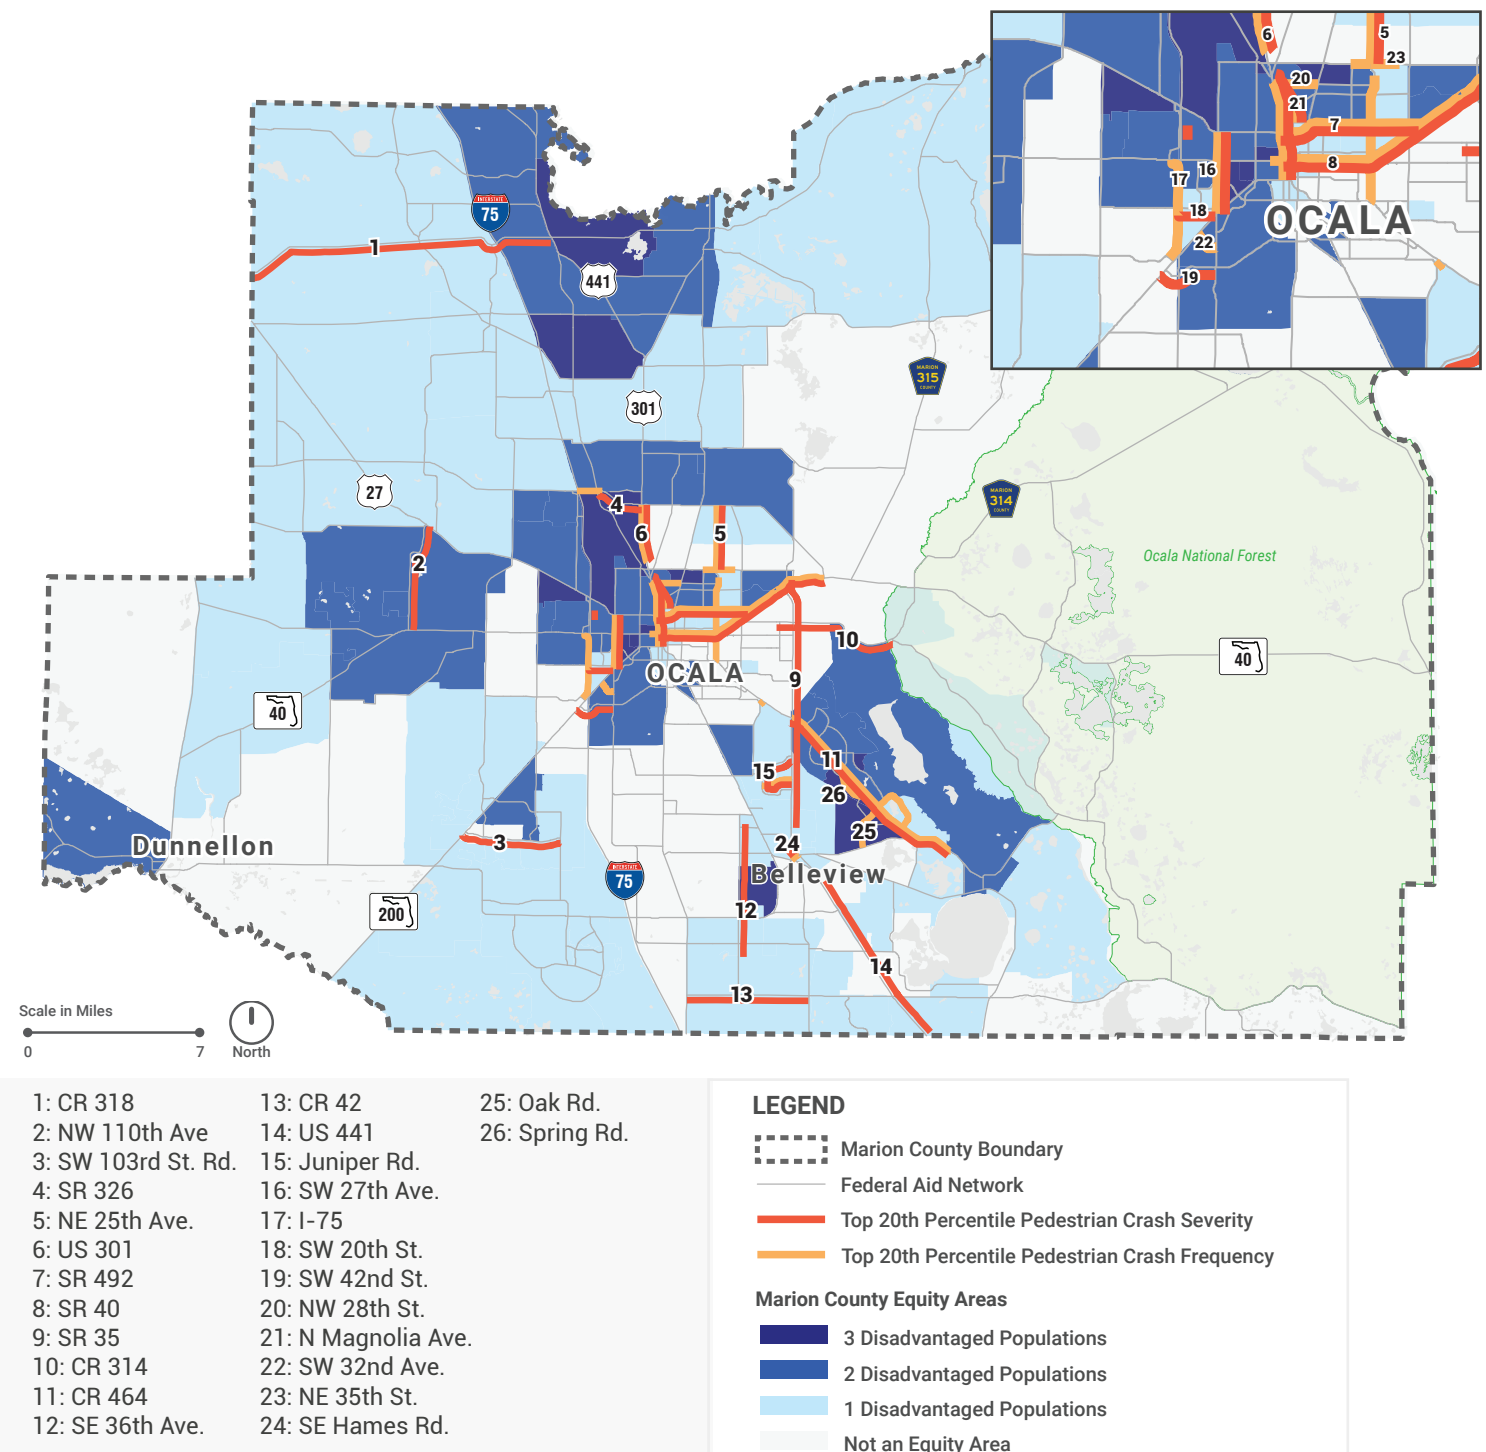 6
5
23
20
21
7
8
16
17
18
22
19
OCALA
INTERSTATE
75
1
441
MARION
315
COUNTY
301
27
MARION
314
COUNTY
4
6
5
2
Ocala National Forest
10
40
OCALA
9
40
11
15
26
25
24
3
Dunnellon
Belleview
INTERSTATE
75
200
12
14
13
Scale in Miles
0
7
North
1: CR 318
2: NW 110th Ave
3: SW 103rd St. Rd.
4: SR 326
5: NE 25th Ave.
6: US 301
7: SR 492
8: SR 40
9: SR 35
10: CR 314
11: CR 464
12: SE 36th Ave.
13: CR 42
14: US 441
15: Juniper Rd.
16: SW 27th Ave.
17: I-75
18: SW 20th St.
19: SW 42nd St.
20: NW 28th St.
21: N Magnolia Ave.
22: SW 32nd Ave.
23: NE 35th St.
24: SE Hames Rd.
25: Oak Rd.
26: Spring Rd.
LEGEND
Marion County Boundary
Federal Aid Network
Top 20th Percentile Pedestrian Crash Severity
Top 20th Percentile Pedestrian Crash Frequency
Marion County Equity Areas
3 Disadvantaged Populations
2 Disadvantaged Populations
1 Disadvantaged Populations
Not an Equity Area